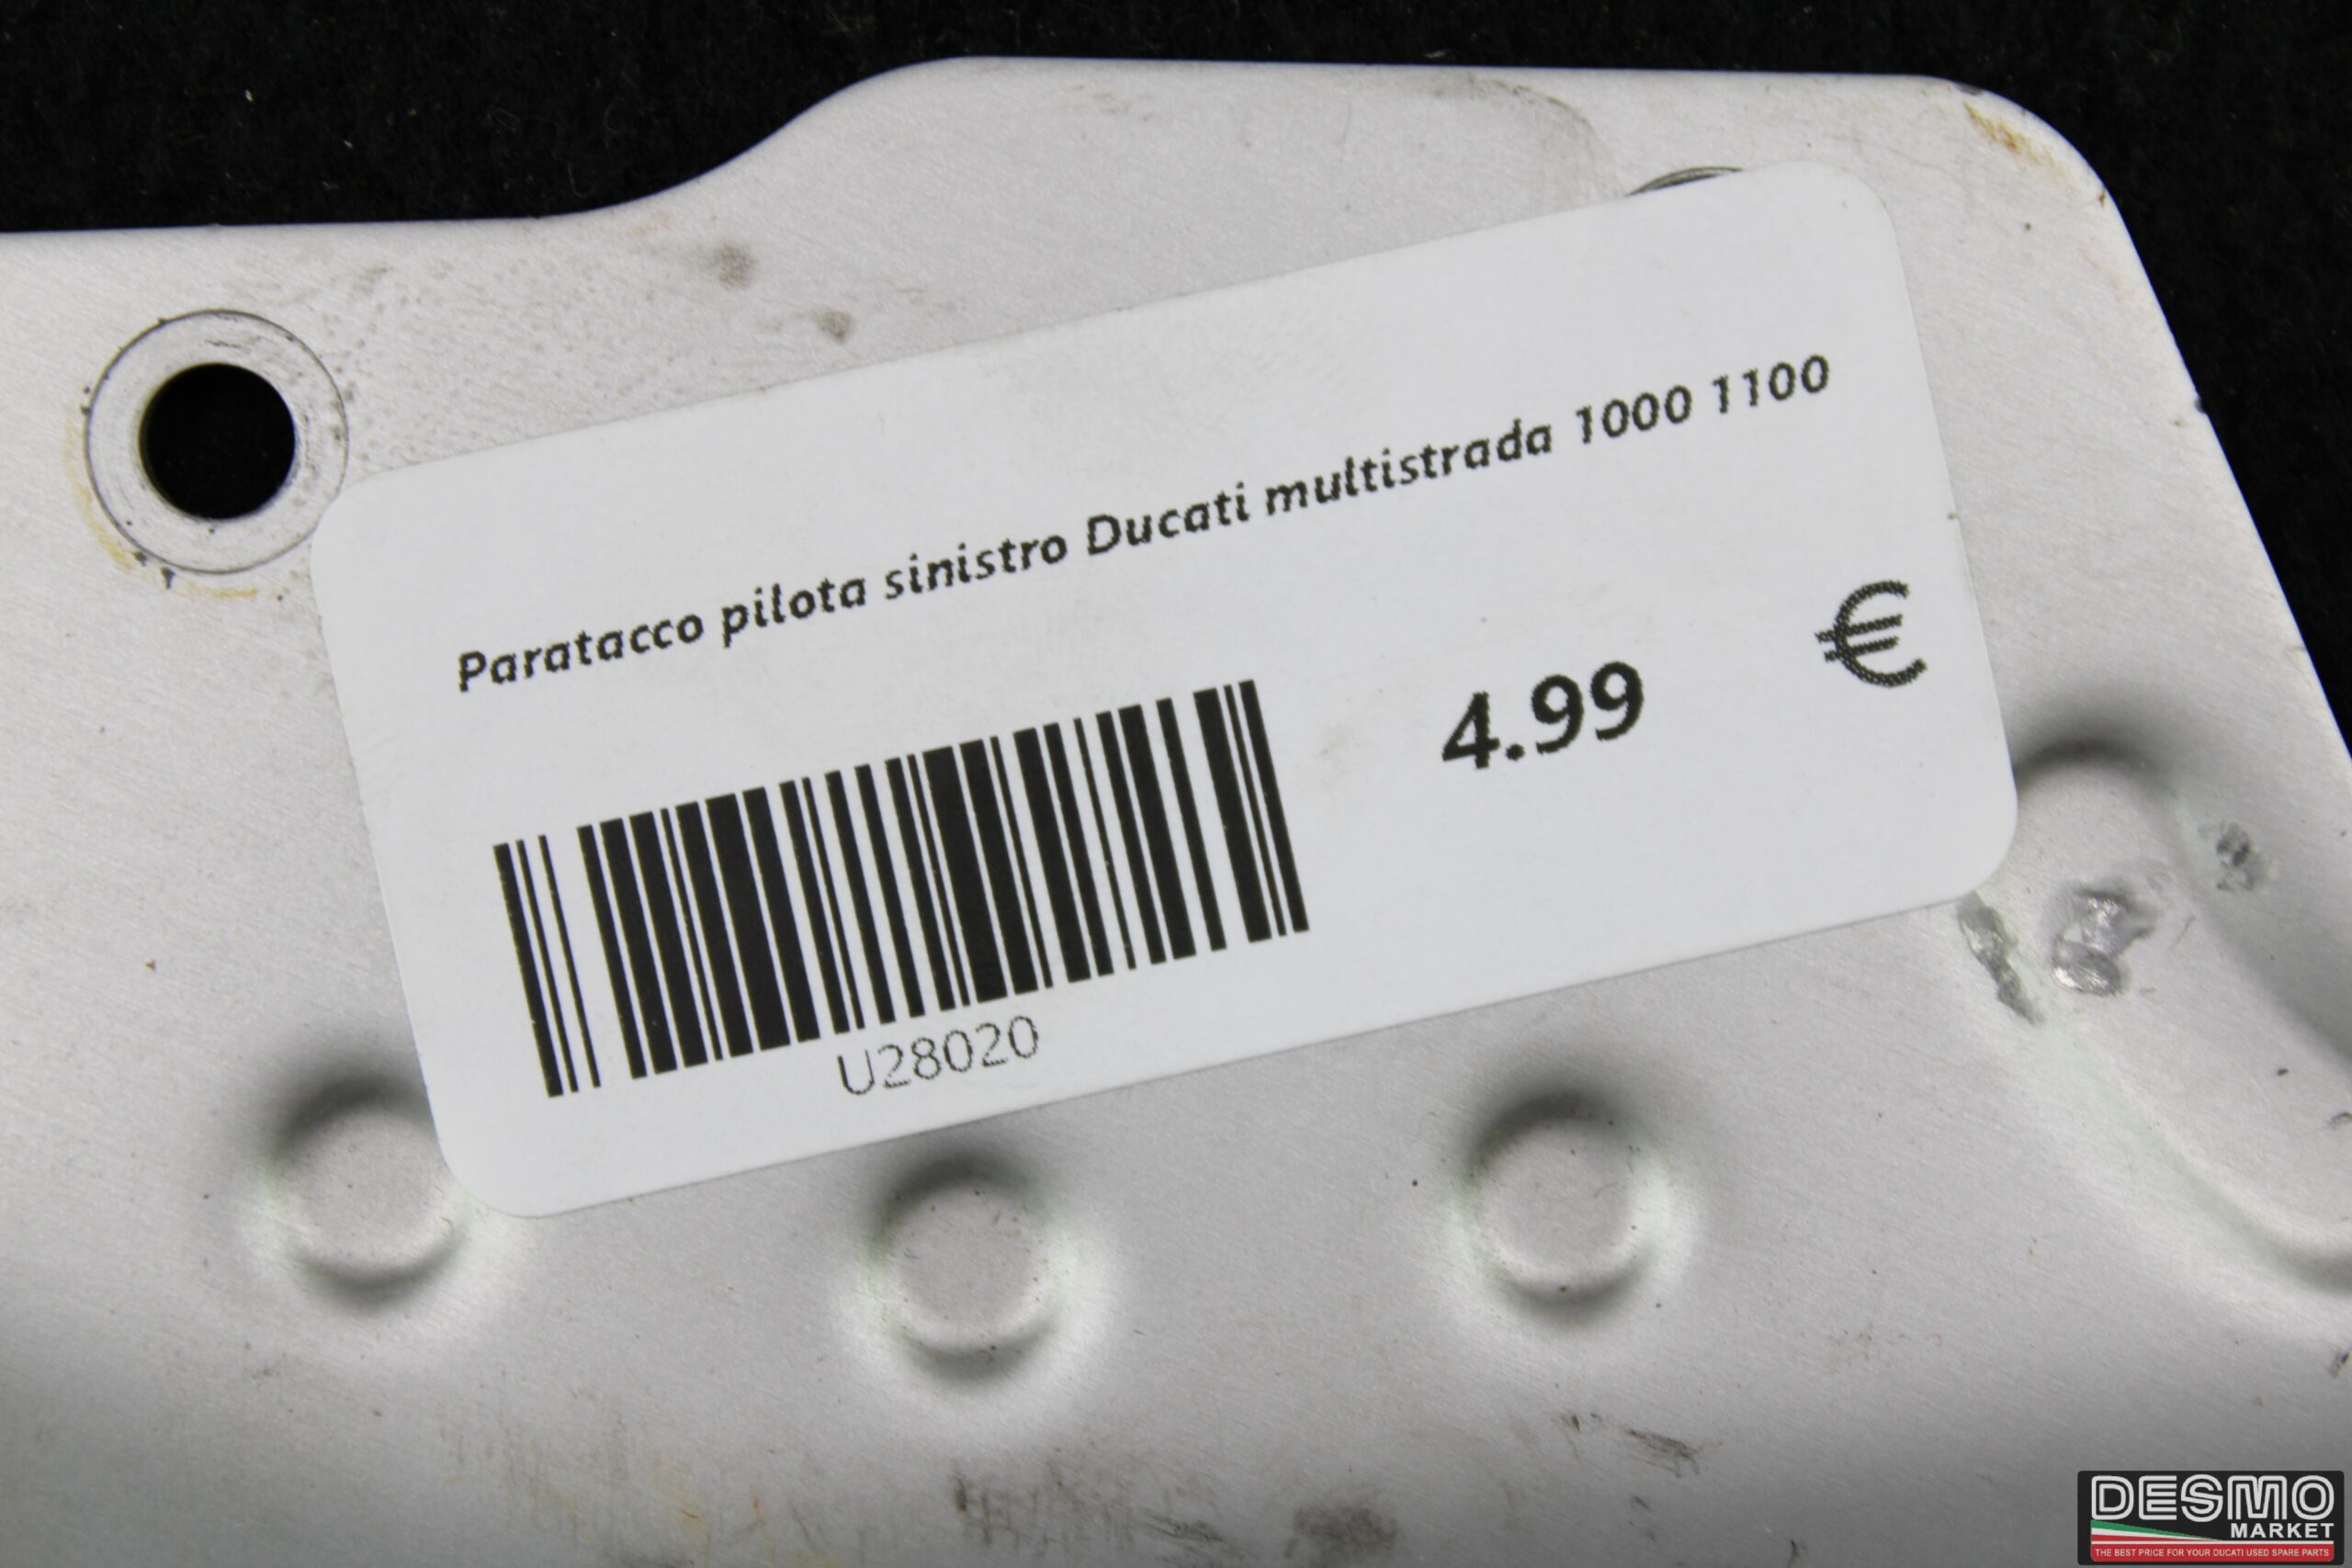 Paratacco pilota sinistro Ducati multistrada 1000 1100
4.99 €
U28020
DESMO
MARKET
THE BEST PRICE FOR YOUR DUCATI USED SPARE PARTS